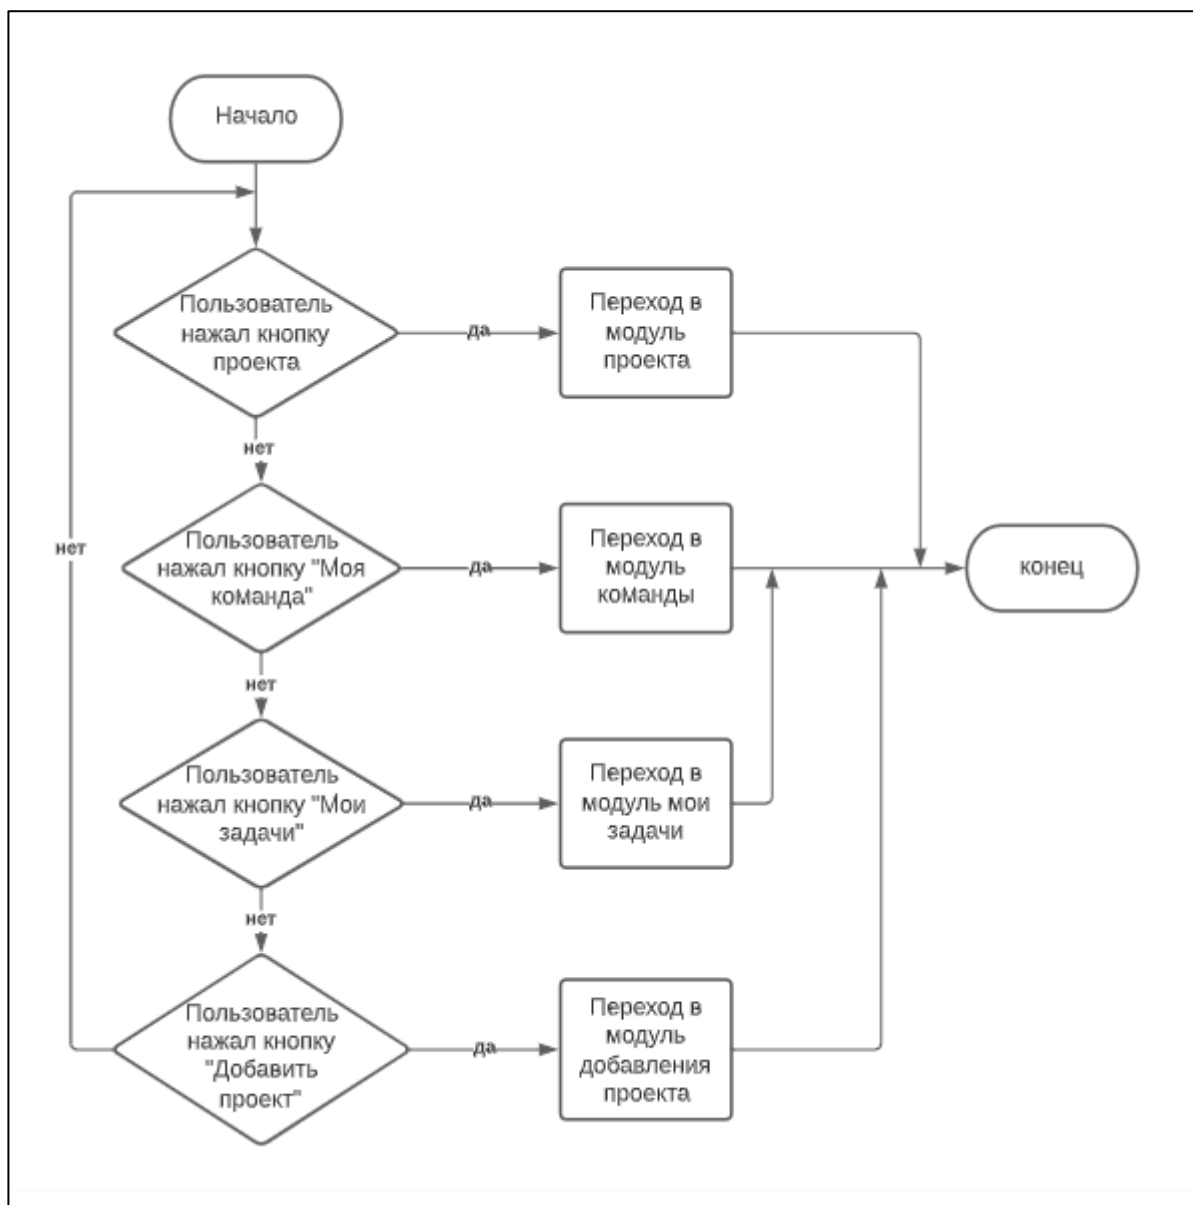 Начало
Пользователь
нажал кнопку
проекта
да
Переход в
модуль
проекта
нет
Пользователь
нажал кнопку "Моя
команда"
да
Переход в
модуль
команды
конец
нет
нет
Пользователь
нажал кнопку "Мои
задачи"
да
Переход в
модуль мои
задачи
нет
Пользователь
нажал кнопку
"Добавить
проект"
да
Переход в
модуль
добавления
проекта